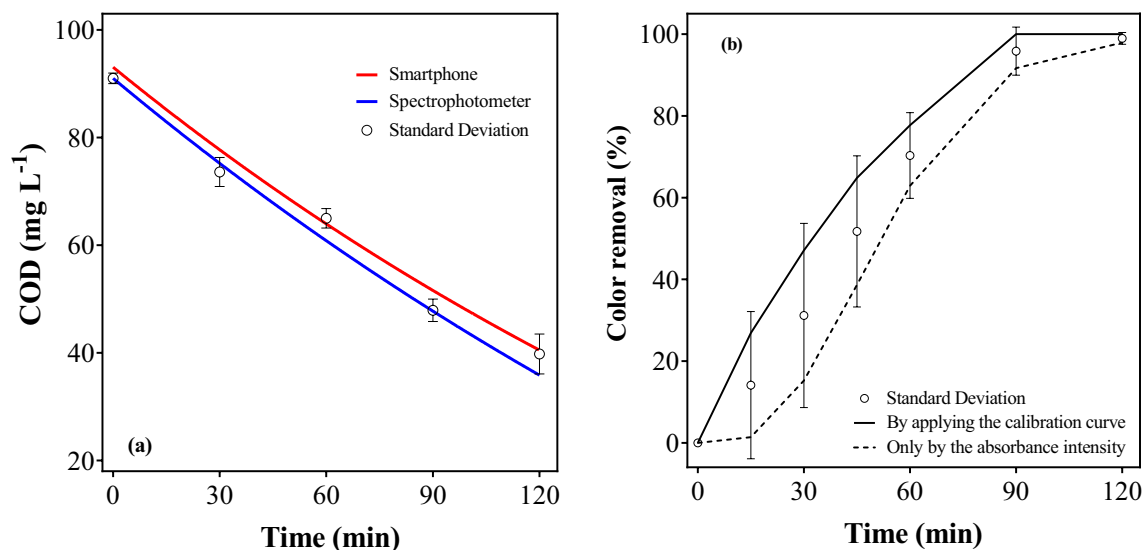 100
80
60
40
20
COD (mg L⁻¹)
Smartphone
Spectrophotometer
Standard Deviation
(a)
0 30 60 90 120
Time (min)
100
80
60
40
20
0
Color removal (%)
(b)
Standard Deviation
By applying the calibration curve
Only by the absorbance intensity
0 30 60 90 120
Time (min)